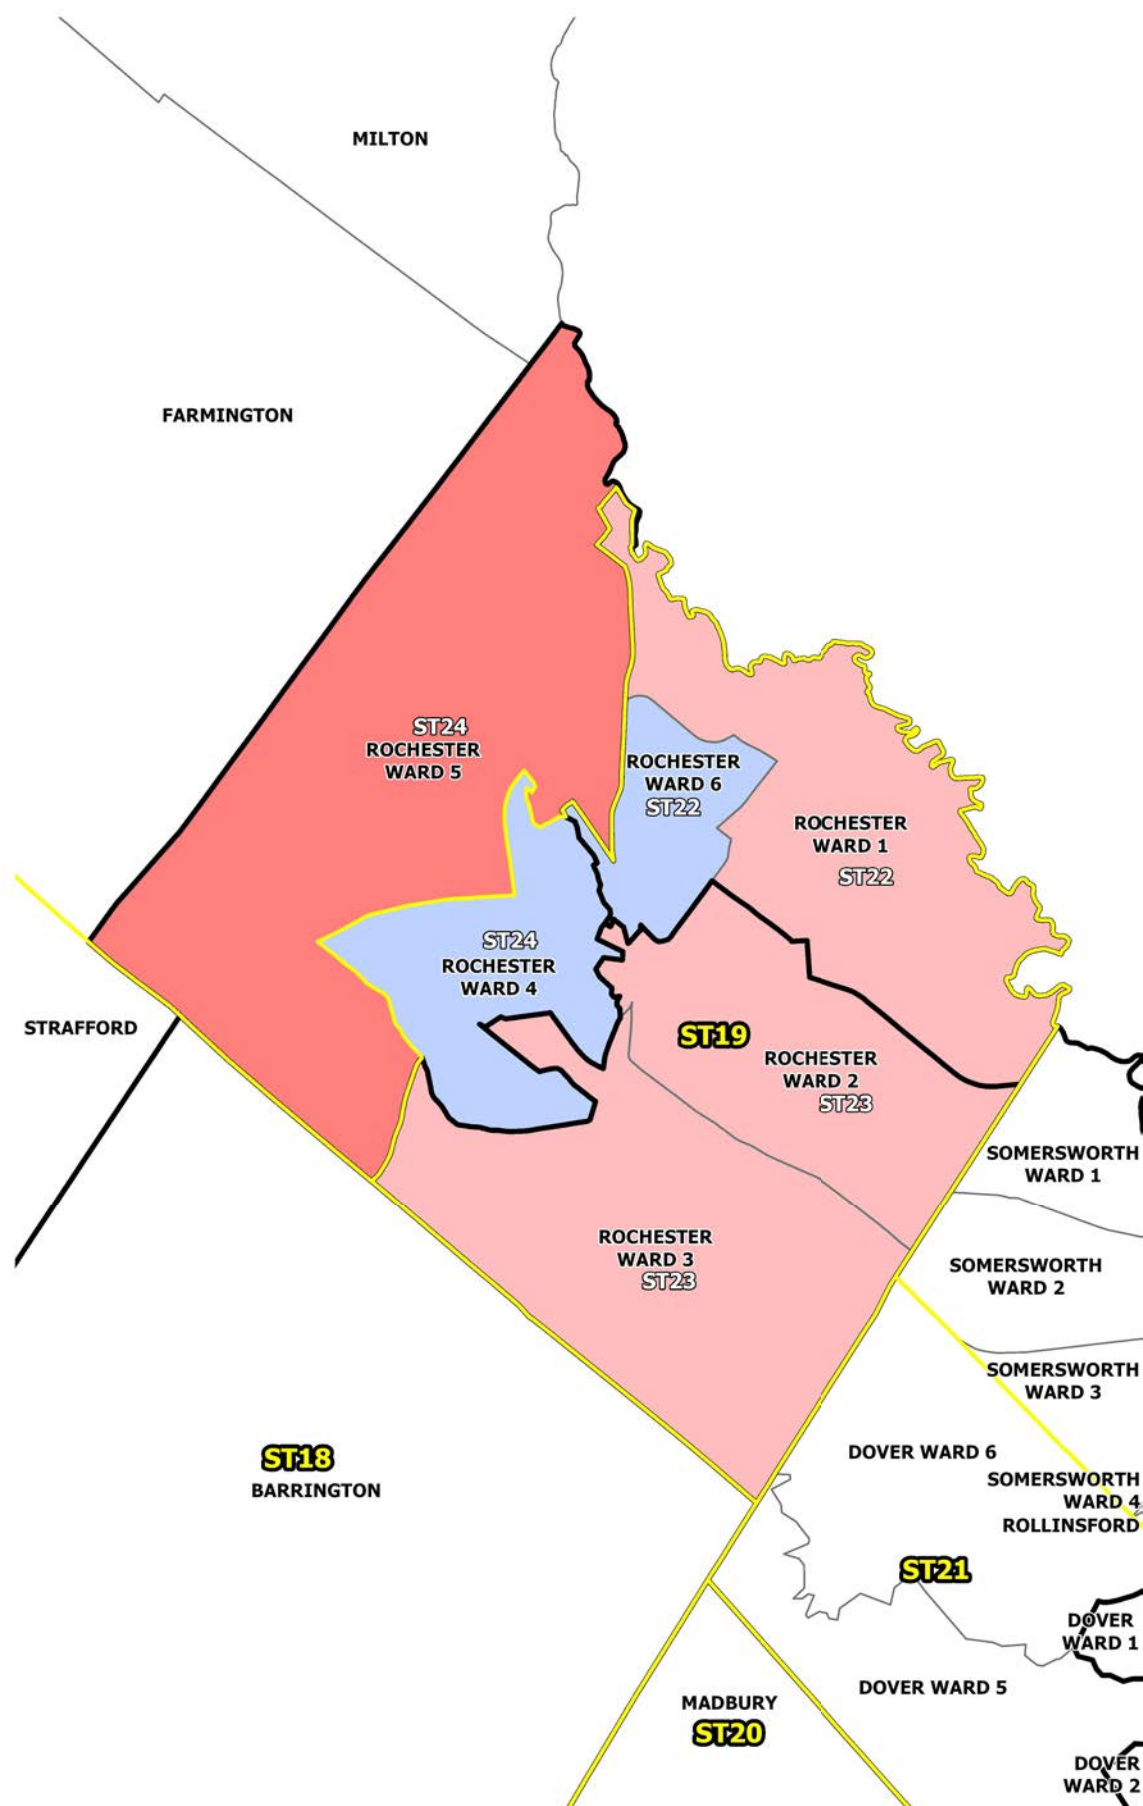 MILTON
FARMINGTON
ST24
ROCHESTER
WARD 5
ROCHESTER
WARD 6
ST22
ROCHESTER
WARD 1
ST22
ST24
ROCHESTER
WARD 4
STRAFFORD
ST19
ROCHESTER
WARD 2
ST23
SOMERSWORTH
WARD 1
ROCHESTER
WARD 3
ST23
SOMERSWORTH
WARD 2
SOMERSWORTH
WARD 3
ST18
BARRINGTON
DOVER WARD 6
SOMERSWORTH
WARD 4
ROLLINSFORD
ST21
DOVER
WARD 1
DOVER WARD 5
MADBURY
ST20
DOVER
WARD 2